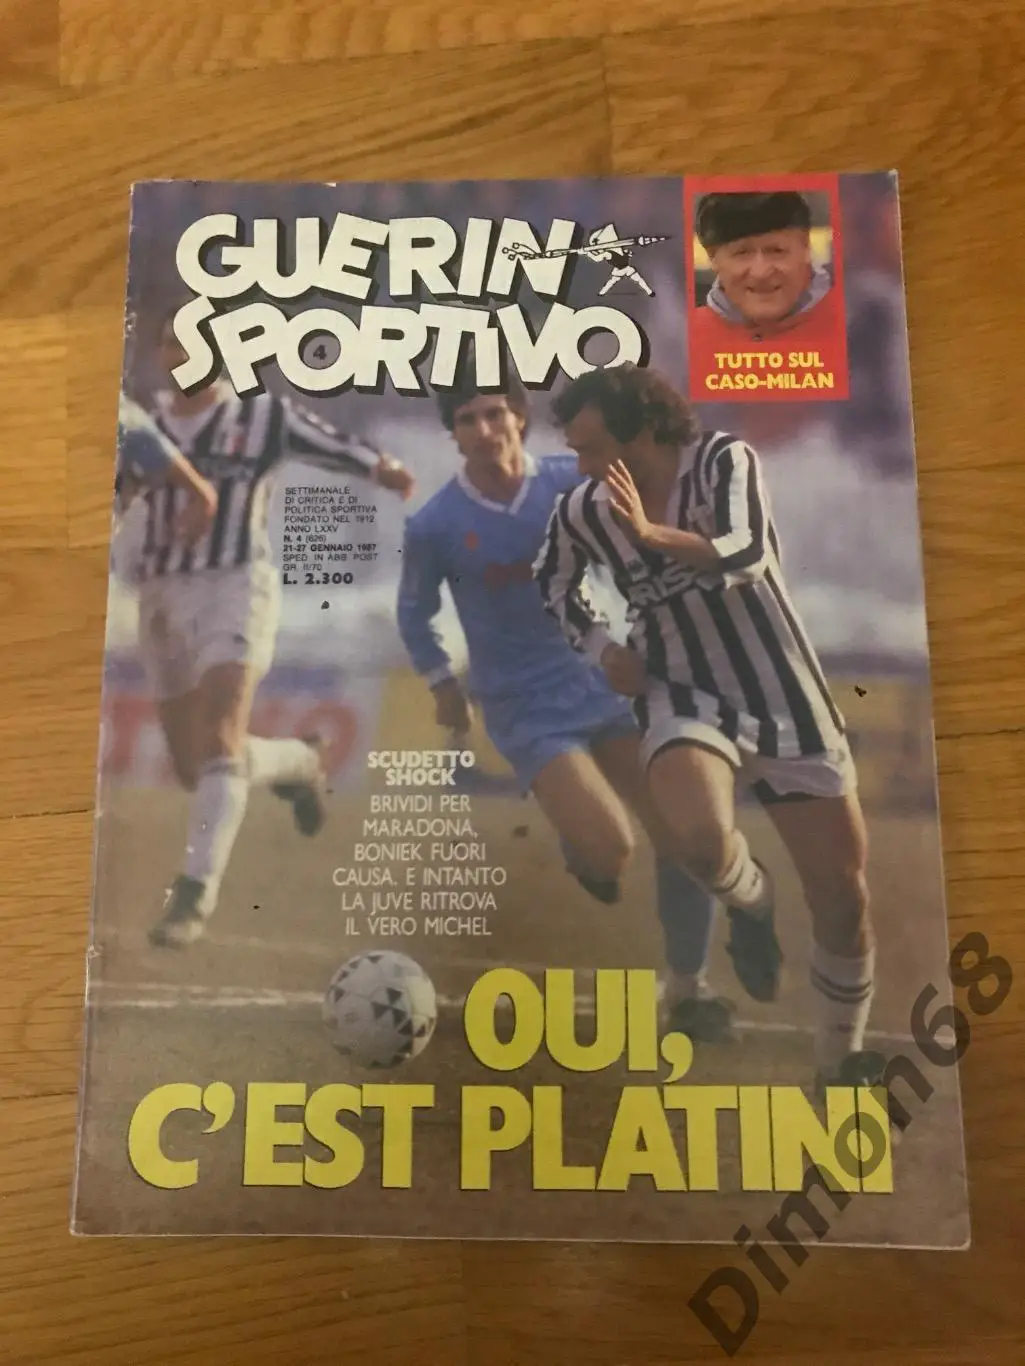 GUERIN
SPORTIVO
4
TUTTO SUL
CASO-MILAN
SETTIMANALE
DI CRITICA E DI
POLITICA SPORTIVA
FONDATO NEL 1912
ANNO LXXV
N. 4 (626)
21-27 GENNAIO 1987
SPED. IN ABB. POST.
GR. II/70
L. 2.300
SCUDETTO
SHOCK
BRIVIDI PER
MARADONA,
BONIEK FUORI
CAUSA. E INTANTO
LA JUVE RITROVA
IL VERO MICHEL
OUI,
C'EST PLATINI
Dimon68